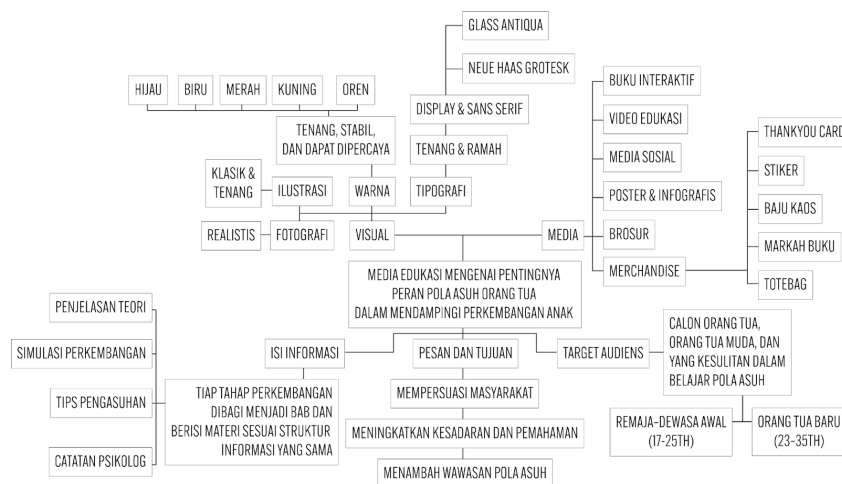 GLASS ANTIQUA
NEUE HAAS GROTESK
HIJAU
BIRU
MERAH
KUNING
OREN
DISPLAY & SANS SERIF
BUKU INTERAKTIF
VIDEO EDUKASI
TENANG, STABIL,
DAN DAPAT DIPERCAYA
TENANG & RAMAH
MEDIA SOSIAL
THANKYOU CARD
STIKER
KLASIK &
TENANG
ILUSTRASI
WARNA
TIPOGRAFI
POSTER & INFOGRAFIS
BAJU KAOS
REALISTIS
FOTOGRAFI
VISUAL
MEDIA
BROSUR
MARKAH BUKU
MERCHANDISE
TOTEBAG
MEDIA EDUKASI MENGENAI PENTINGNYA
PERAN POLA ASUH ORANG TUA
DALAM MENDAMPINGI PERKEMBANGAN ANAK
PENJELASAN TEORI
SIMULASI PERKEMBANGAN
TIPS PENGASUHAN
CATATAN PSIKOLOG
ISI INFORMASI
TIAP TAHAP PERKEMBANGAN
DIBAGI MENJADI BAB DAN
BERISI MATERI SESUAI STRUKTUR
INFORMASI YANG SAMA
PESAN DAN TUJUAN
MEMPERSUASI MASYARAKAT
MENINGKATKAN KESADARAN DAN PEMAHAMAN
MENAMBAH WAWASAN POLA ASUH
TARGET AUDIENS
CALON ORANG TUA,
ORANG TUA MUDA, DAN
YANG KESULITAN DALAM
BELAJAR POLA ASUH
REMAJA-DEWASA AWAL
(17-25TH)
ORANG TUA BARU
(23-35TH)